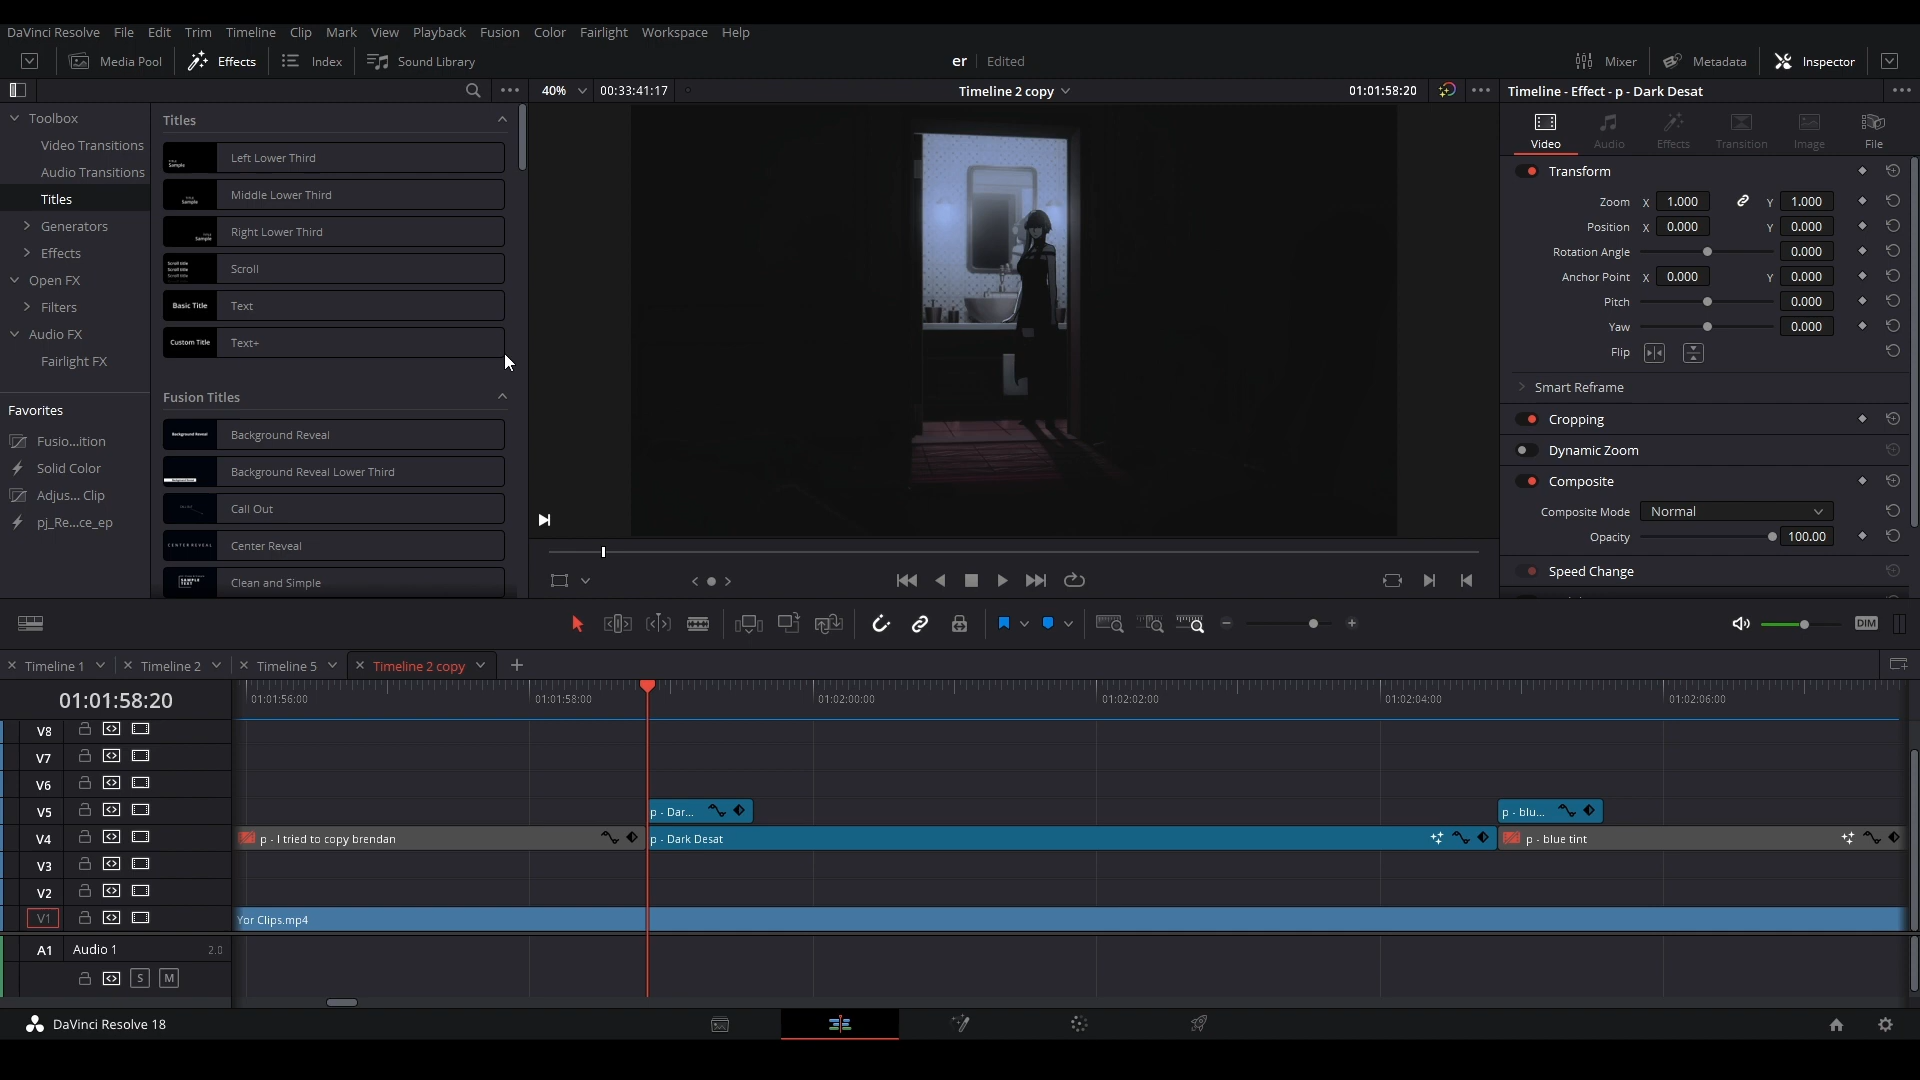 DaVinci Resolve File Edit Trim Timeline Clip Mark View Playback Fusion Color Fairlight Workspace Help
Media Pool Effects Index Sound Library er Edited Mixer Metadata Inspector
40% 00:33:41:17 Timeline 2 copy 01:01:58:20 Timeline - Effect - p - Dark Desat
Toolbox
Video Transitions
Audio Transitions
Titles
Generators
Effects
Open FX
Filters
Audio FX
Fairlight FX
Favorites
Fusio...ition
Solid Color
Adjus... Clip
pj_Re...ce_ep
Titles
Left Lower Third
Middle Lower Third
Right Lower Third
Scroll
Basic Title Text
Custom Title Text+
Fusion Titles
Background Reveal
Background Reveal Lower Third
Call Out
CENTER REVEAL Center Reveal
Clean and Simple
Video Audio Effects Transition Image File
Transform
Zoom X 1.000 Y 1.000
Position X 0.000 Y 0.000
Rotation Angle 0.000
Anchor Point X 0.000 Y 0.000
Pitch 0.000
Yaw 0.000
Flip
Smart Reframe
Cropping
Dynamic Zoom
Composite
Composite Mode Normal
Opacity 100.00
Speed Change
DIM
Timeline 1 Timeline 2 Timeline 5 Timeline 2 copy
01:01:58:20 01:01:56:00 01:01:58:00 01:02:00:00 01:02:02:00 01:02:04:00 01:02:06:00
V8
V7
V6
V5 p - Dar... p - blu...
V4 p - I tried to copy brendan p - Dark Desat p - blue tint
V3
V2
V1 Yor Clips.mp4
A1 Audio 1 2.0
S M
DaVinci Resolve 18